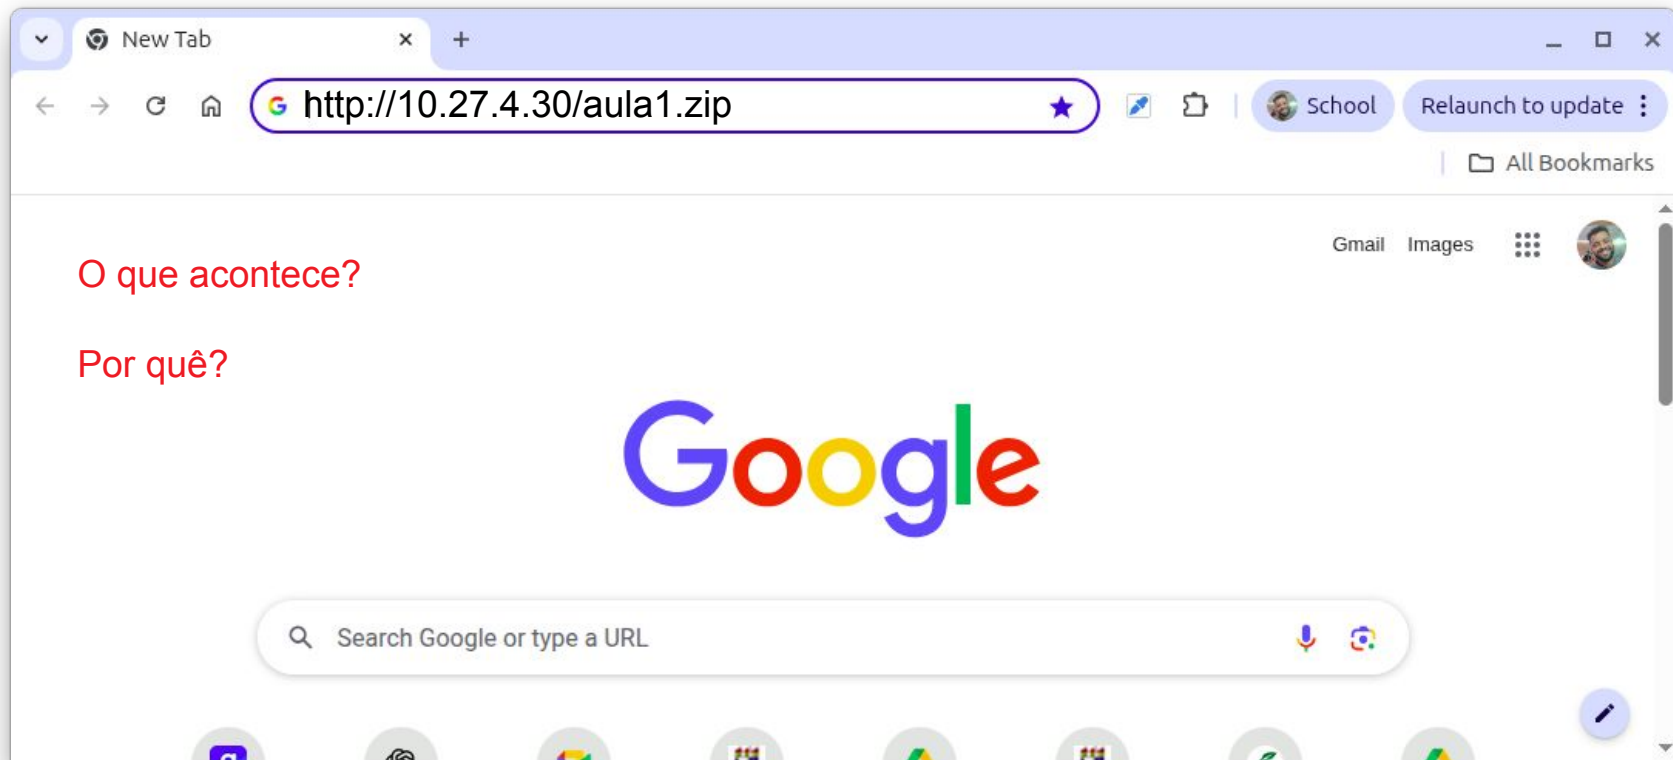 New Tab
http://10.27.4.30/aula1.zip
School
Relaunch to update
All Bookmarks
Gmail Images
O que acontece?
Por quê?
Google
Search Google or type a URL